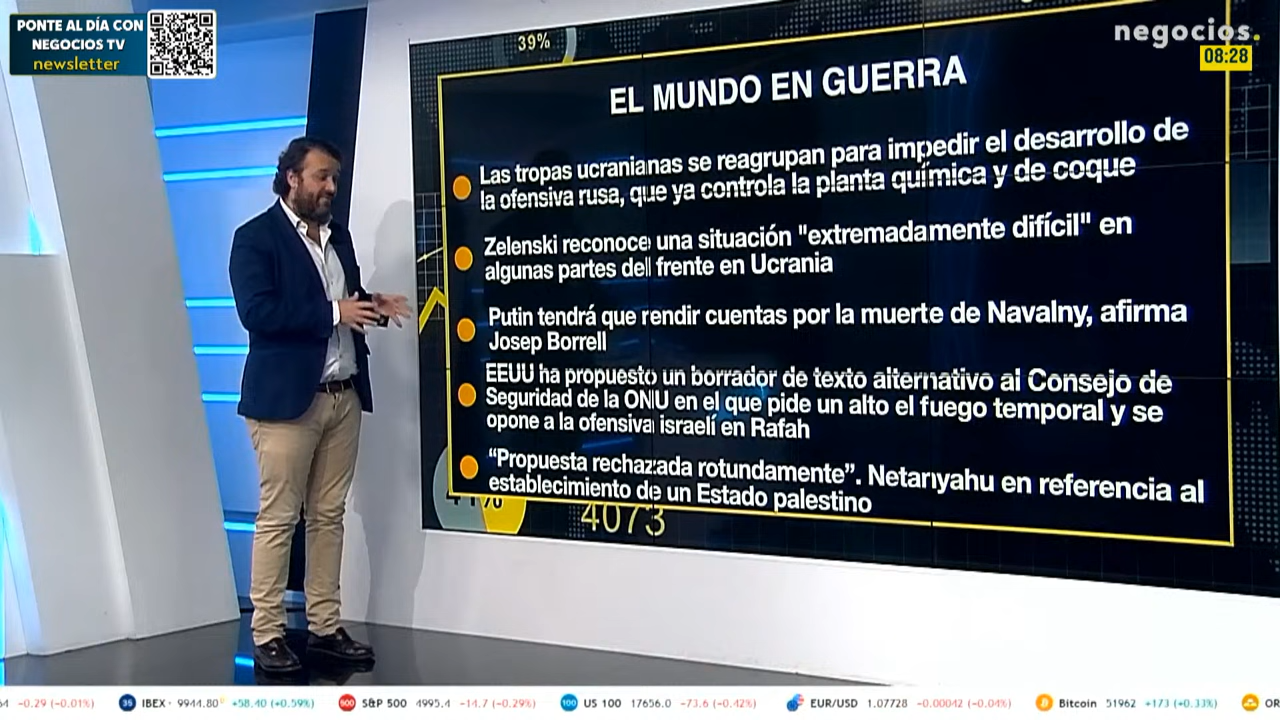 PONTE AL DÍA CON
NEGOCIOS TV
newsletter
negocios.
08:28
39%
EL MUNDO EN GUERRA
Las tropas ucranianas se reagrupan para impedir el desarrollo de
la ofensiva rusa, que ya controla la planta química y de coque
Zelenski reconoce una situación "extremadamente difícil" en
algunas partes del frente en Ucrania
Putin tendrá que rendir cuentas por la muerte de Navalny, afirma
Josep Borrell
EEUU ha propuesto un borrador de texto alternativo al Consejo de
Seguridad de la ONU en el que pide un alto el fuego temporal y se
opone a la ofensiva israelí en Rafah
“Propuesta rechazada rotundamente”. Netanyahu en referencia al
establecimiento de un Estado palestino
4073
-0.29 (-0.01%) 35 IBEX 9944.80 +58.40 (+0.59%) 500 S&P 500 4995.4 -14.7 (-0.29%) 100 US 100 17656.0 -73.6 (-0.42%) EUR/USD 1.07728 -0.00042 (-0.04%) Bitcoin 51962 +173 (+0.33%)